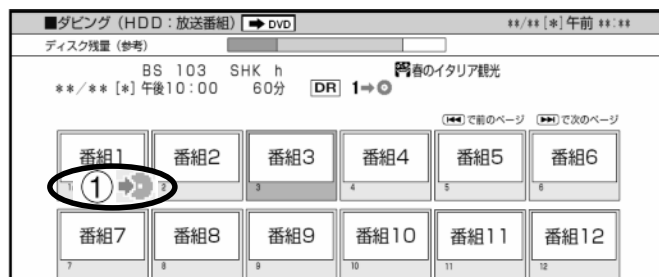 ■ダビング(HDD:放送番組) ➡ DVD **/** [*] 午前 **:**
ディスク残量(参考)
BS 103 SHK h 春のイタリア観光
**/** [*] 午後10:00 60分 DR 1➡
⏮で前のページ ⏭で次のページ
番組1 番組2 番組3 番組4 番組5 番組6
1 ① 2 3 4 5 6
番組7 番組8 番組9 番組10 番組11 番組12
7 8 9 10 11 12